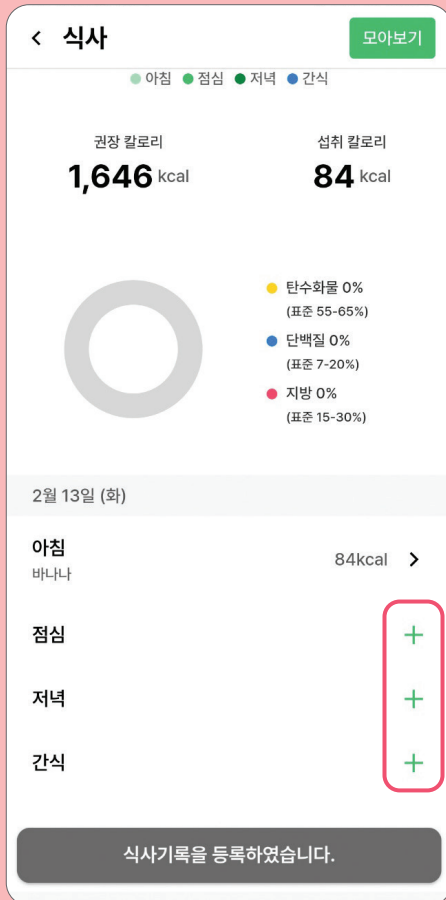 식사
모아보기
아침 점심 저녁 간식
권장 칼로리 섭취 칼로리
1,646 kcal 84 kcal
탄수화물 0%
(표준 55-65%)
단백질 0%
(표준 7-20%)
지방 0%
(표준 15-30%)
2월 13일 (화)
아침
바나나
84kcal
점심
저녁
간식
식사기록을 등록하였습니다.